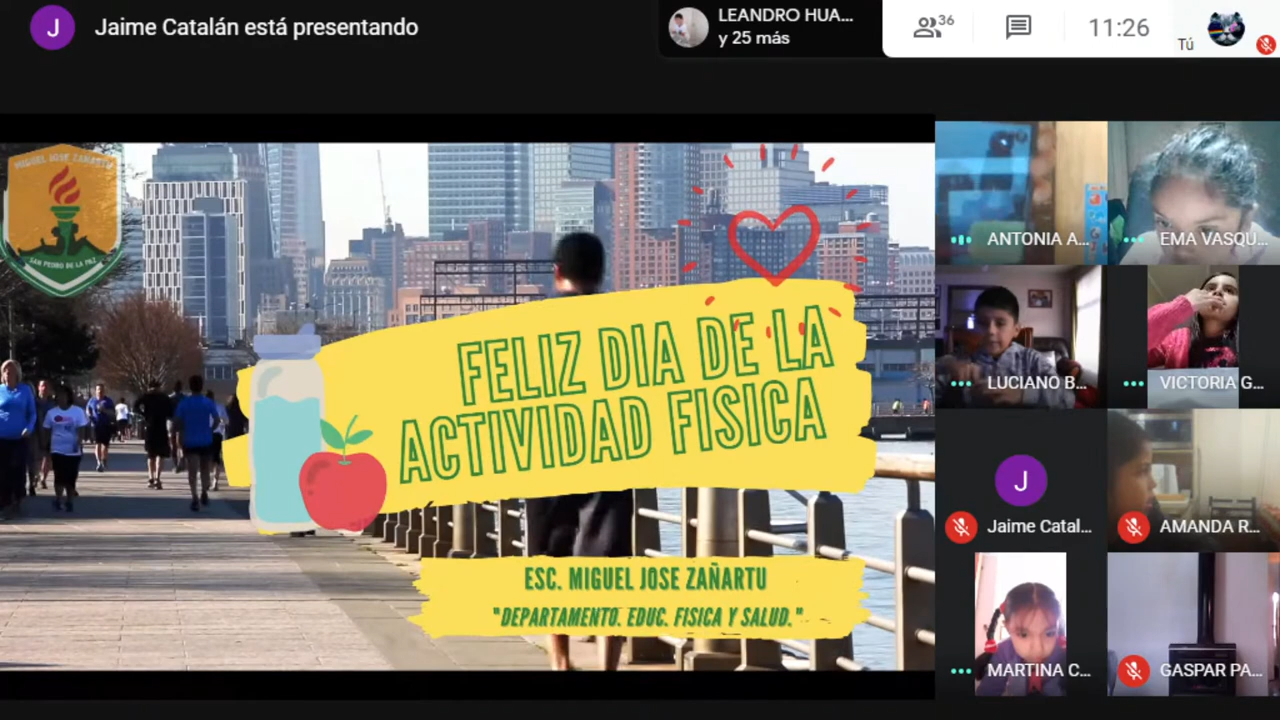 J
Jaime Catalán está presentando
LEANDRO HUA...
y 25 más
36
11:26
Tú
MIGUEL JOSE ZAÑARTU
SAN PEDRO DE LA PAZ
FELIZ DIA DE LA
ACTIVIDAD FISICA
ESC. MIGUEL JOSE ZAÑARTU
"DEPARTAMENTO. EDUC. FISICA Y SALUD."
ANTONIA A...
EMA VASQU...
LUCIANO B...
VICTORIA G...
J
Jaime Catal...
AMANDA R...
MARTINA C...
GASPAR PA...